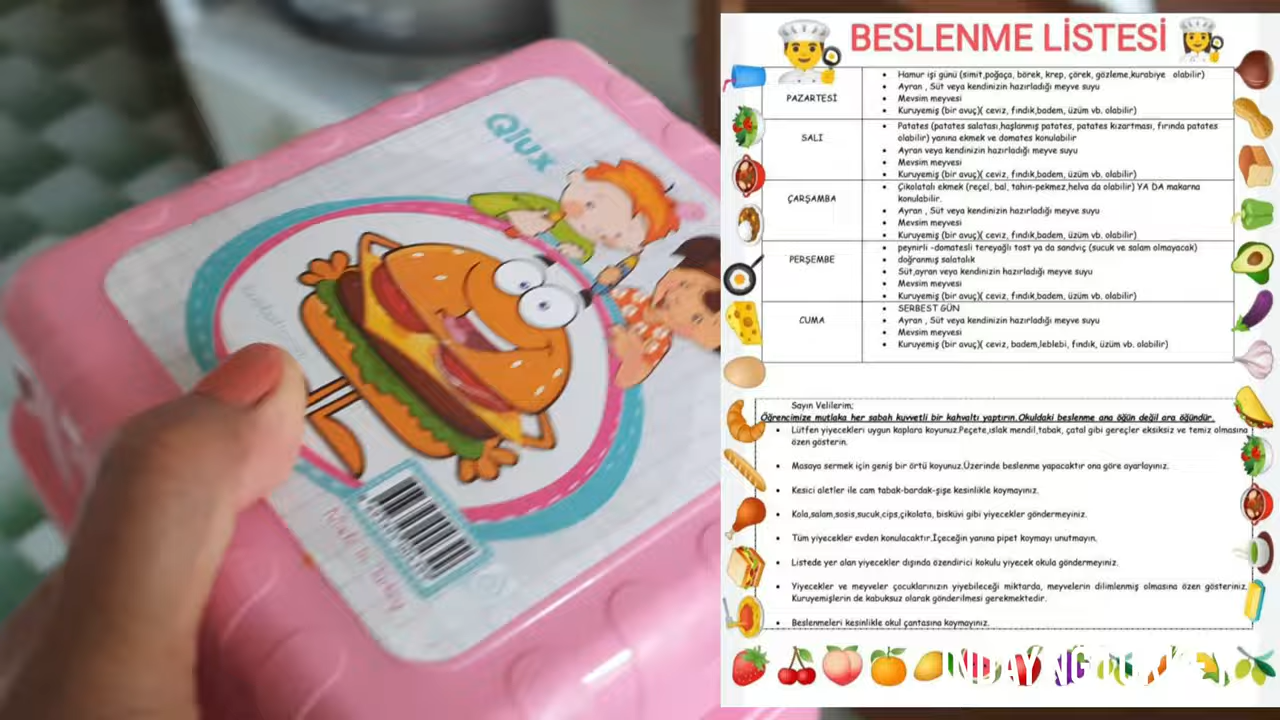 Qlux
BESLENME LİSTESİ
PAZARTESİ
• Hamur işi günü (simit,poğaça, börek, krep, çörek, gözleme,kurabiye olabilir)
• Ayran , Süt veya kendinizin hazırladığı meyve suyu
• Mevsim meyvesi
• Kuruyemiş (bir avuç)( ceviz, fındık,badem, üzüm vb. olabilir)
SALI
• Patates (patates salatası,haşlanmış patates, patates kızartması, fırında patates
olabilir) yanına ekmek ve domates konulabilir
• Ayran veya kendinizin hazırladığı meyve suyu
• Mevsim meyvesi
• Kuruyemiş (bir avuç)( ceviz, fındık,badem, üzüm vb. olabilir)
ÇARŞAMBA
• Çikolatalı ekmek (reçel, bal, tahin-pekmez,helva da olabilir) YA DA makarna
konulabilir.
• Ayran , Süt veya kendinizin hazırladığı meyve suyu
• Mevsim meyvesi
• Kuruyemiş (bir avuç)( ceviz, fındık,badem, üzüm vb. olabilir)
PERŞEMBE
• peynirli -domatesli tereyağlı tost ya da sandviç (sucuk ve salam olmayacak)
• doğranmış salatalık
• Süt,ayran veya kendinizin hazırladığı meyve suyu
• Mevsim meyvesi
• Kuruyemiş (bir avuç)( ceviz, fındık,badem, üzüm vb. olabilir)
CUMA
• SERBEST GÜN
• Ayran , Süt veya kendinizin hazırladığı meyve suyu
• Mevsim meyvesi
• Kuruyemiş (bir avuç)( ceviz, badem,leblebi, fındık, üzüm vb. olabilir)
Sayın Velilerim;
Öğrencimize mutlaka her sabah kuvvetli bir kahvaltı yaptırın.Okuldaki beslenme ana öğün değil ara öğündür.
• Lütfen yiyecekleri uygun kaplara koyunuz.Peçete,ıslak mendil,tabak, çatal gibi gereçler eksiksiz ve temiz olmasına
özen gösterin.
• Masaya sermek için geniş bir örtü koyunuz.Üzerinde beslenme yapacaktır ona göre ayarlayınız.
• Kesici aletler ile cam tabak-bardak-şişe kesinlikle koymayınız.
• Kola,salam,sosis,sucuk,cips,çikolata, bisküvi gibi yiyecekler göndermeyiniz.
• Tüm yiyecekler evden konulacaktır.İçeceğin yanına pipet koymayı unutmayın.
• Listede yer alan yiyecekler dışında özendirici kokulu yiyecek okula göndermeyiniz.
• Yiyecekler ve meyveler çocuklarınızın yiyebileceği miktarda, meyvelerin dilimlenmiş olmasına özen gösteriniz.
Kuruyemişlerin de kabuksuz olarak gönderilmesi gerekmektedir.
• Beslenmeleri kesinlikle okul çantasına koymayınız.